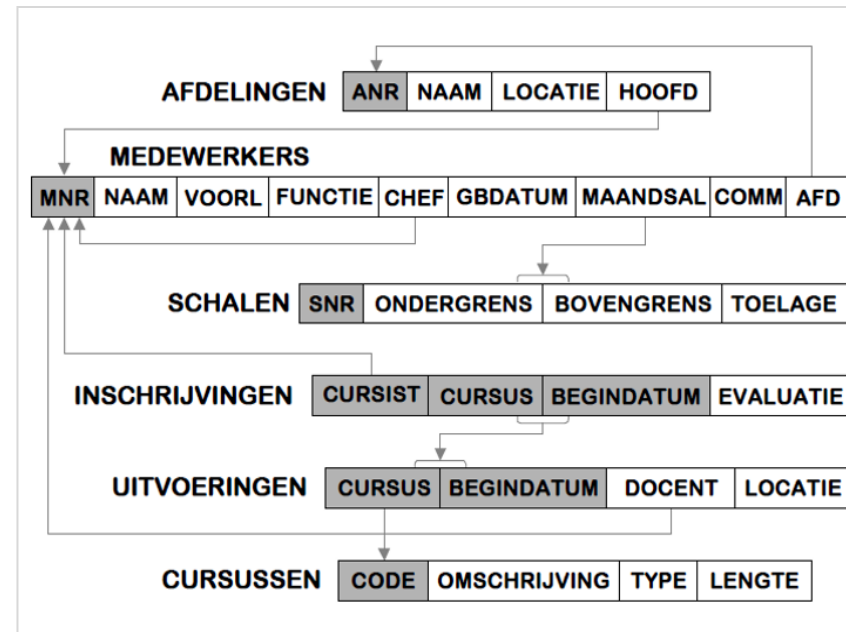 AFDELINGEN ANR NAAM LOCATIE HOOFD
MEDEWERKERS
MNR NAAM VOORL FUNCTIE CHEF GBDATUM MAANDSAL COMM AFD
SCHALEN SNR ONDERGRENS BOVENGRENS TOELAGE
INSCHRIJVINGEN CURSIST CURSUS BEGINDATUM EVALUATIE
UITVOERINGEN CURSUS BEGINDATUM DOCENT LOCATIE
CURSUSSEN CODE OMSCHRIJVING TYPE LENGTE